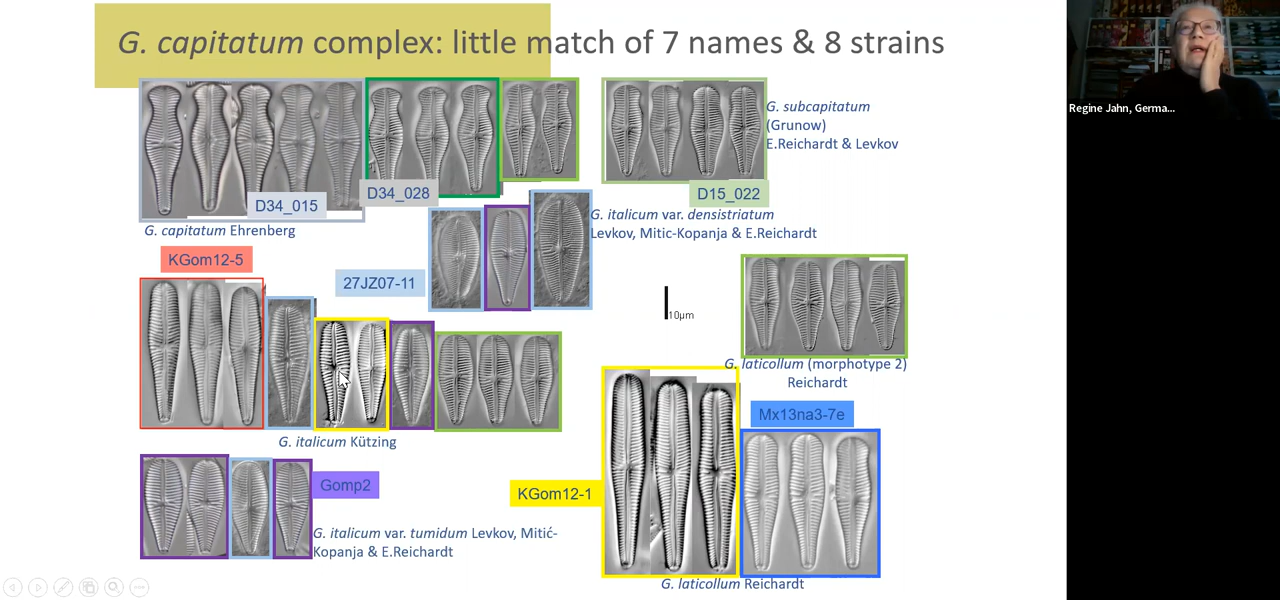 G. capitatum complex: little match of 7 names & 8 strains
Regine Jahn, Germa...
G. subcapitatum
(Grunow)
E.Reichardt & Levkov
D34_015
D34_028
D15_022
G. capitatum Ehrenberg
G. italicum var. densistriatum
Levkov, Mitic-Kopanja & E.Reichardt
KGom12-5
27JZ07-11
10µm
G. laticollum (morphotype 2)
Reichardt
Mx13na3-7e
G. italicum Kützing
Gomp2
KGom12-1
G. italicum var. tumidum Levkov, Mitić-
Kopanja & E.Reichardt
G. laticollum Reichardt